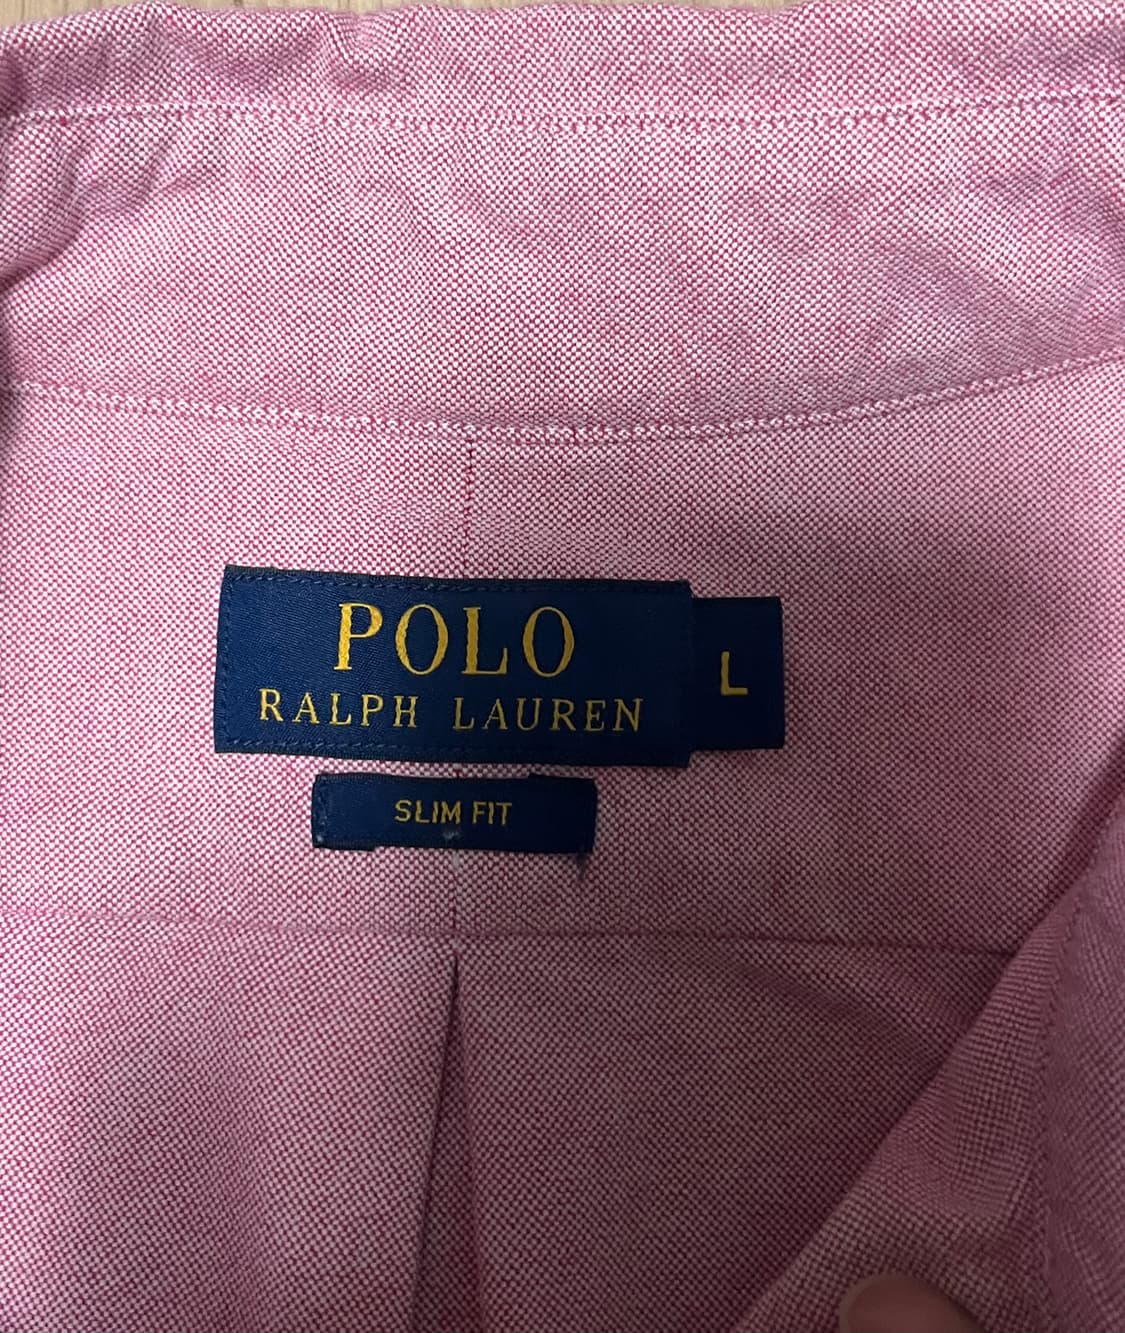 POLO
RALPH LAUREN
L
SLIM FIT